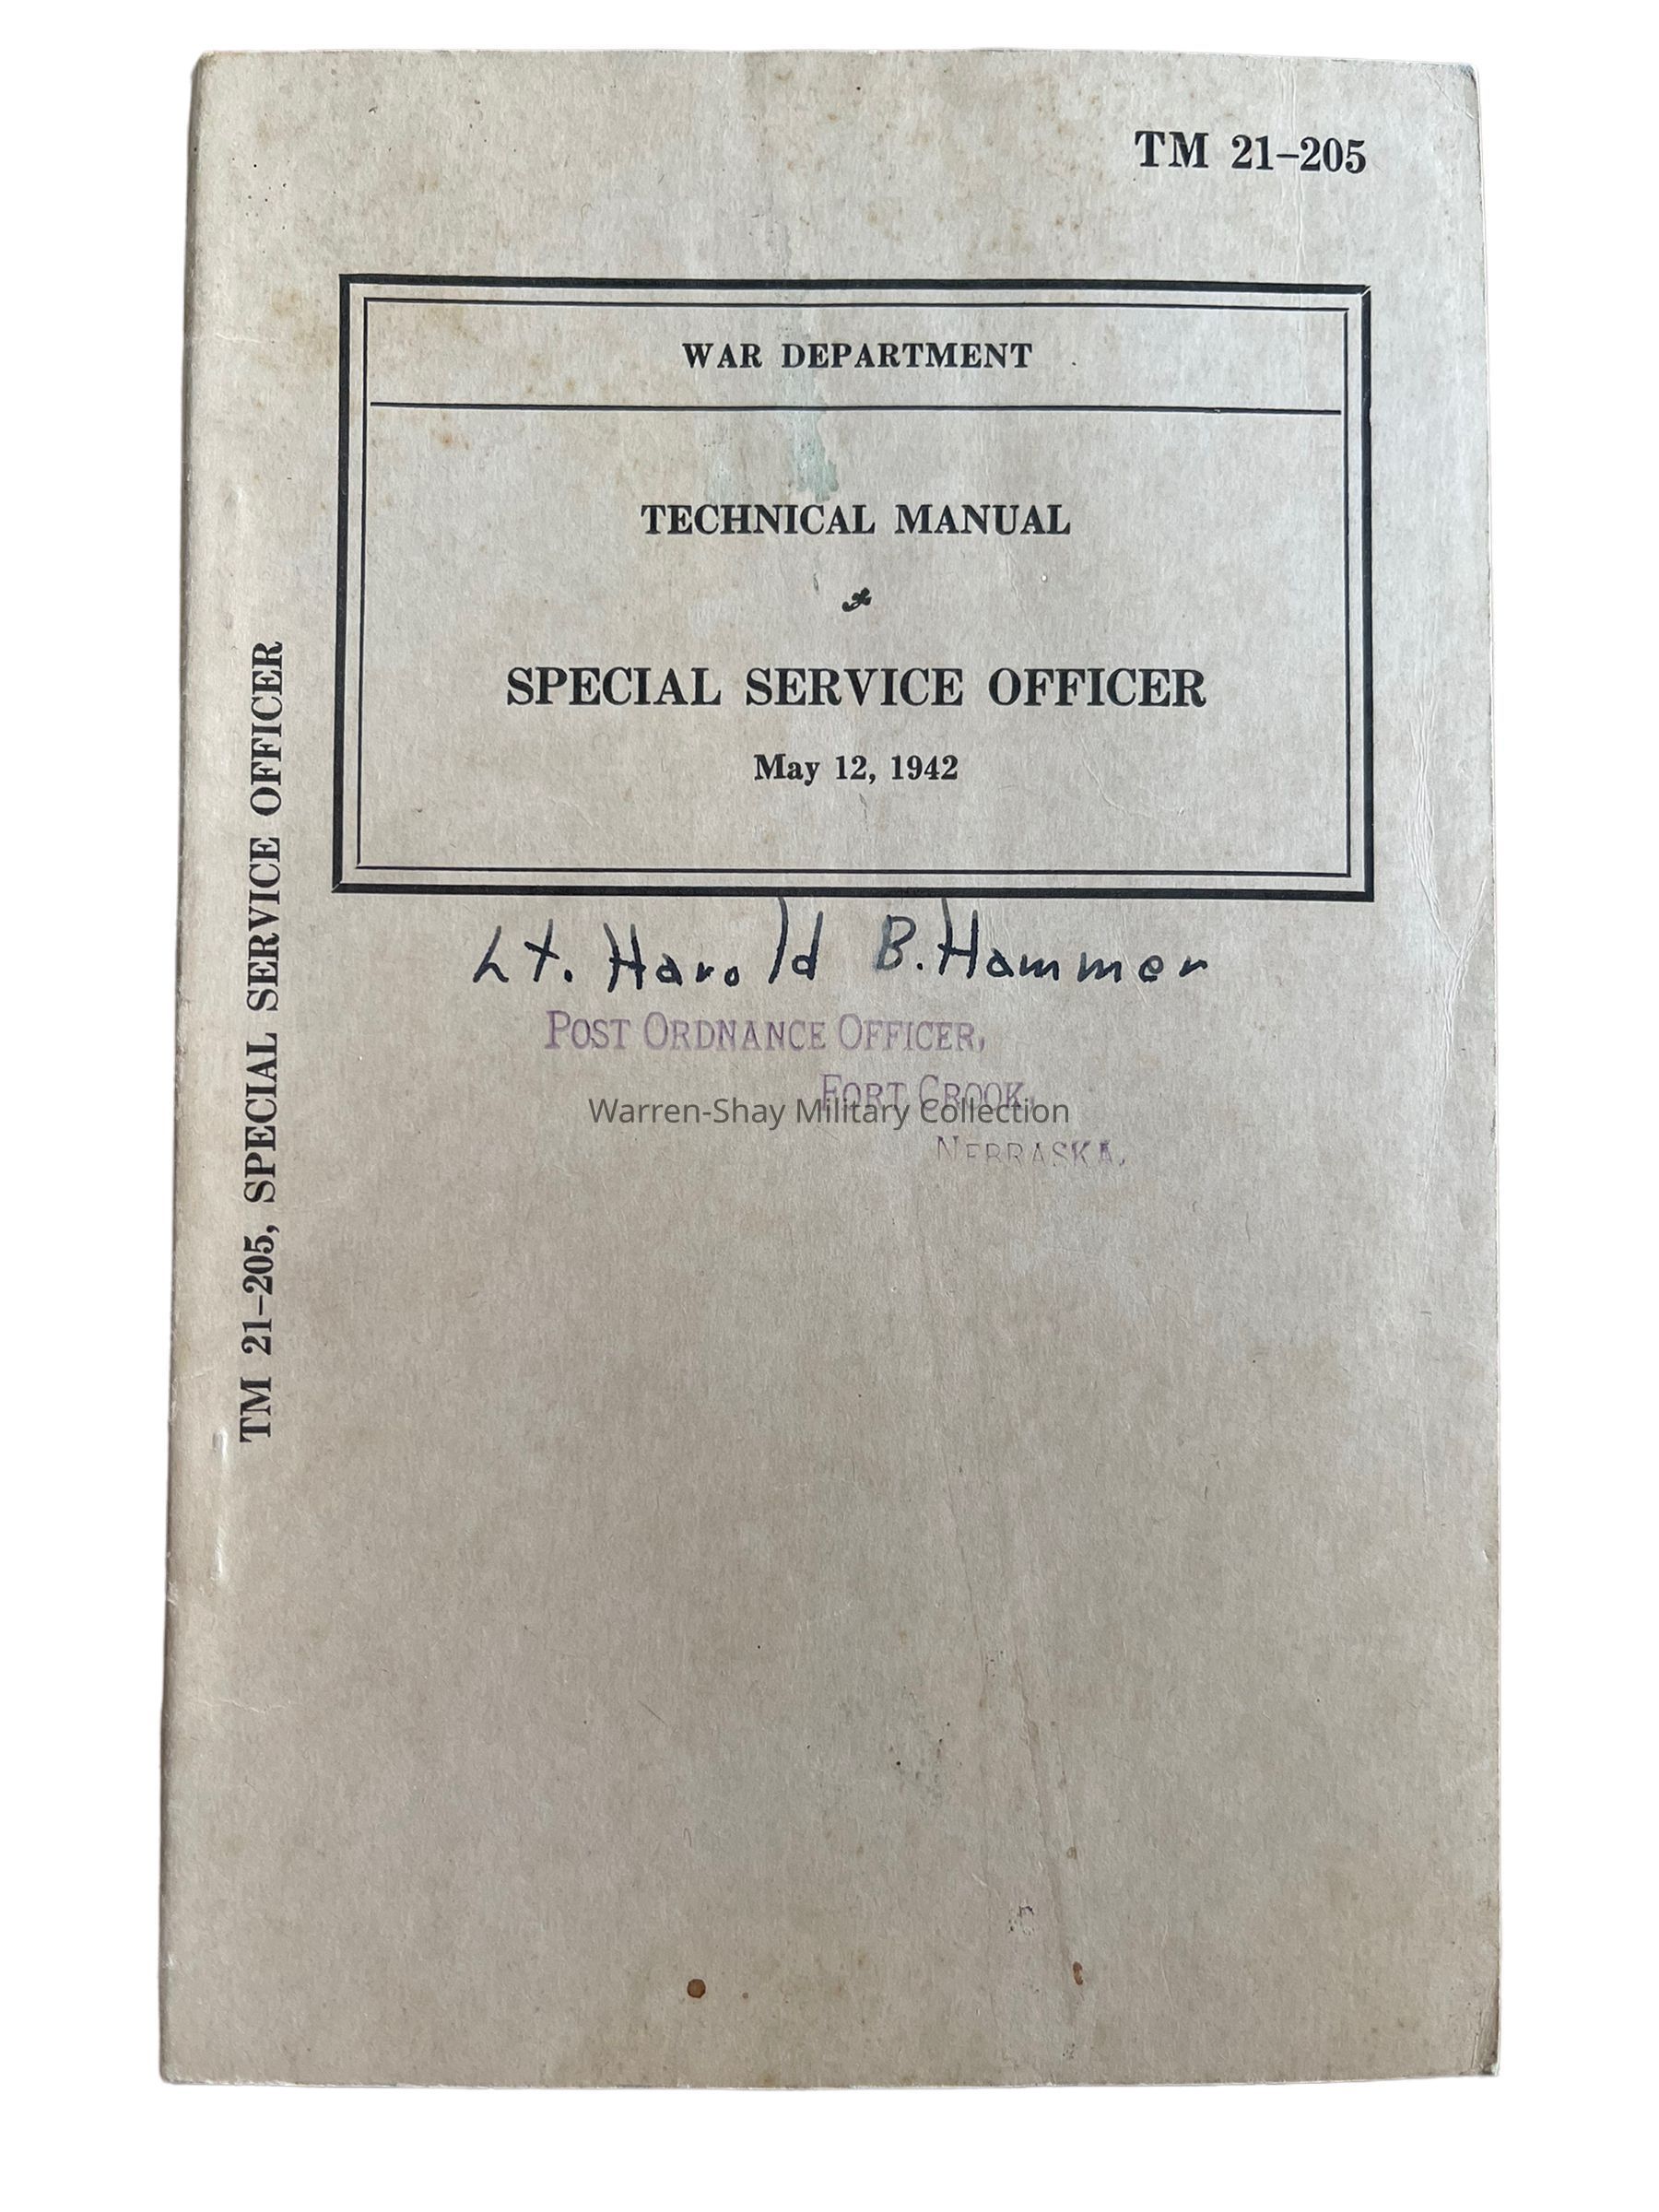 TM 21–205
WAR DEPARTMENT
TECHNICAL MANUAL
SPECIAL SERVICE OFFICER
May 12, 1942
Lt. Harold B. Hammer
POST ORDNANCE OFFICER,
FORT CROOK,
Warren-Shay Military Collection
NEBRASKA.
TM 21–205, SPECIAL SERVICE OFFICER